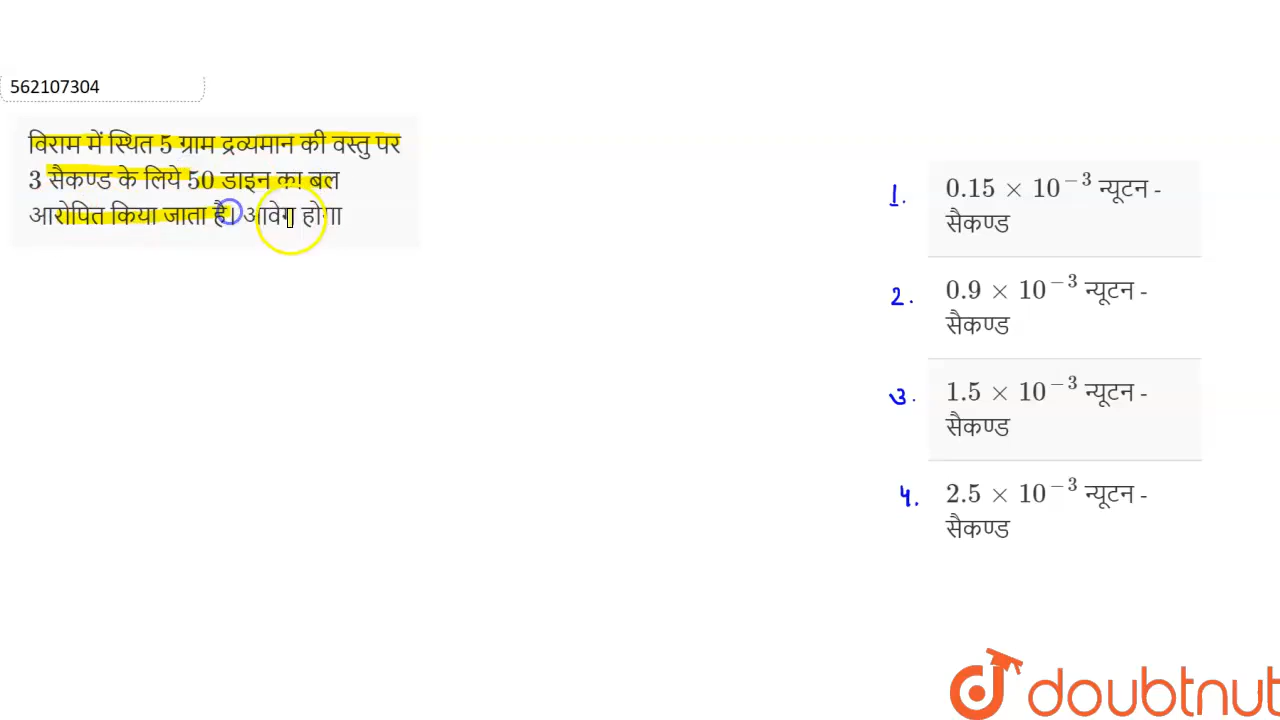 562107304
विराम में स्थित 5 ग्राम द्रव्यमान की वस्तु पर
3 सैकण्ड के लिये 50 डाइन का बल
आरोपित किया जाता है। आवेग होगा
1. 0.15 × 10⁻³ न्यूटन -
सैकण्ड
2. 0.9 × 10⁻³ न्यूटन -
सैकण्ड
3. 1.5 × 10⁻³ न्यूटन -
सैकण्ड
4. 2.5 × 10⁻³ न्यूटन -
सैकण्ड
doubtnut